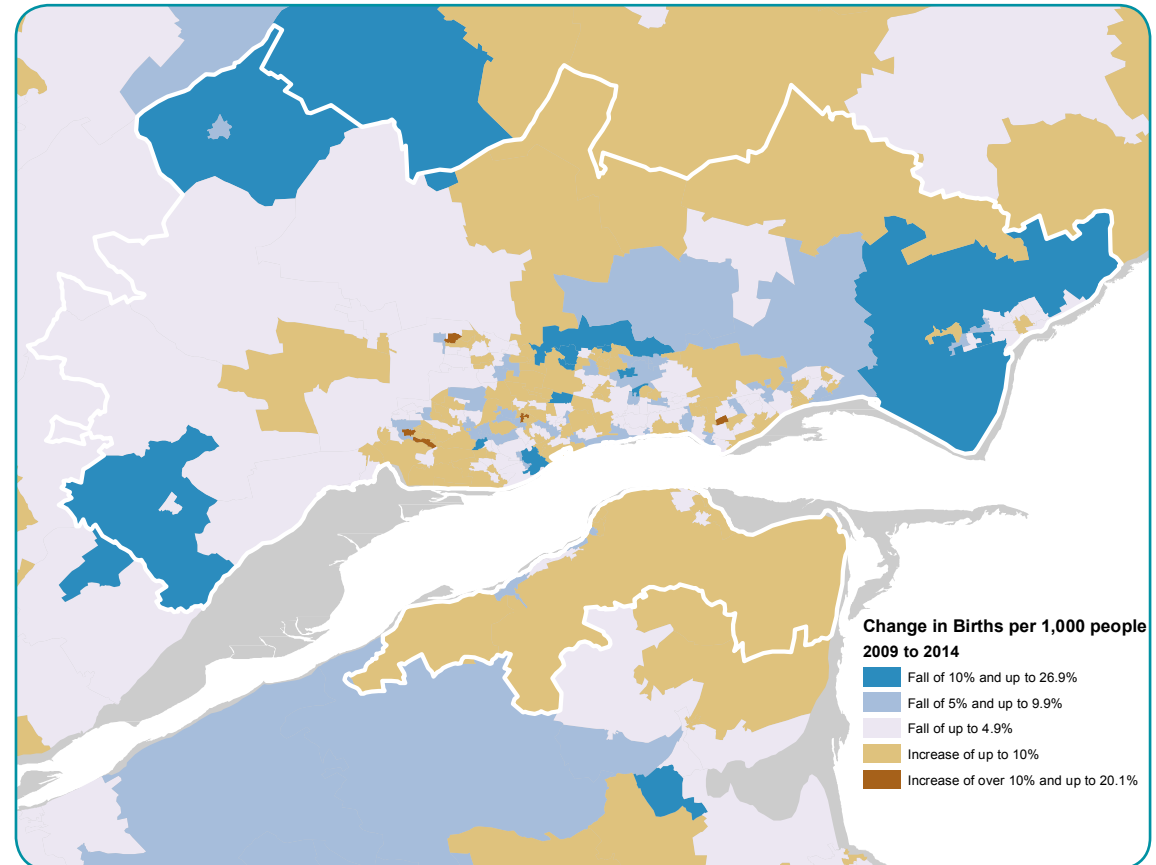 Change in Births per 1,000 people
2009 to 2014
Fall of 10% and up to 26.9%
Fall of 5% and up to 9.9%
Fall of up to 4.9%
Increase of up to 10%
Increase of over 10% and up to 20.1%